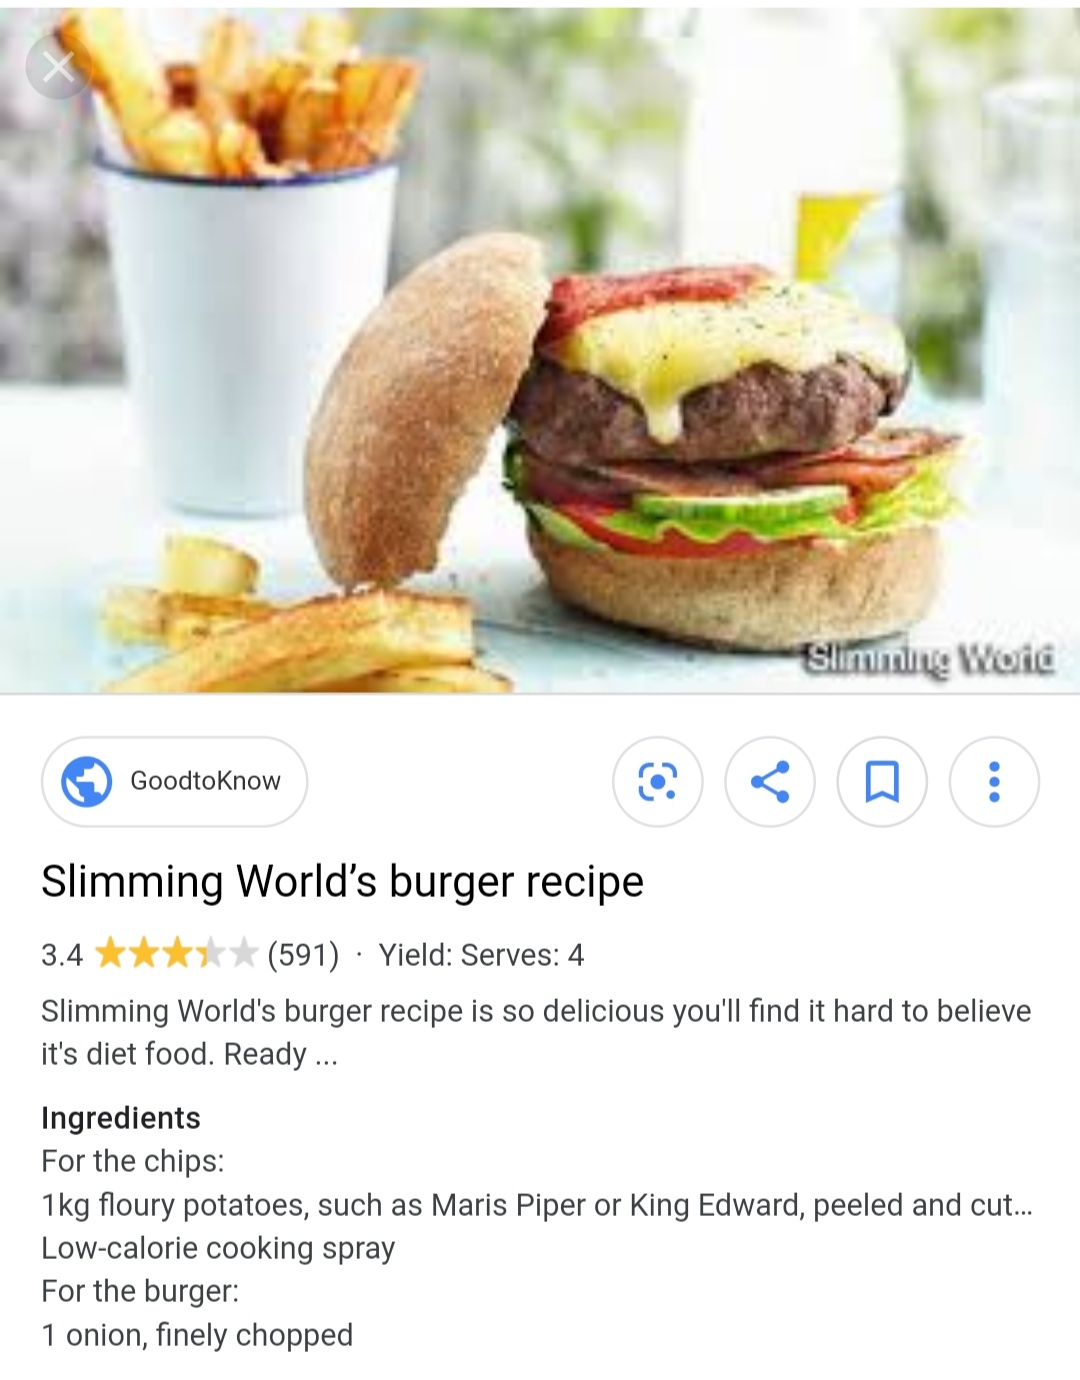 Slimming World
GoodtoKnow
Slimming World’s burger recipe
3.4 (591) · Yield: Serves: 4
Slimming World's burger recipe is so delicious you'll find it hard to believe
it's diet food. Ready ...
Ingredients
For the chips:
1kg floury potatoes, such as Maris Piper or King Edward, peeled and cut...
Low-calorie cooking spray
For the burger:
1 onion, finely chopped